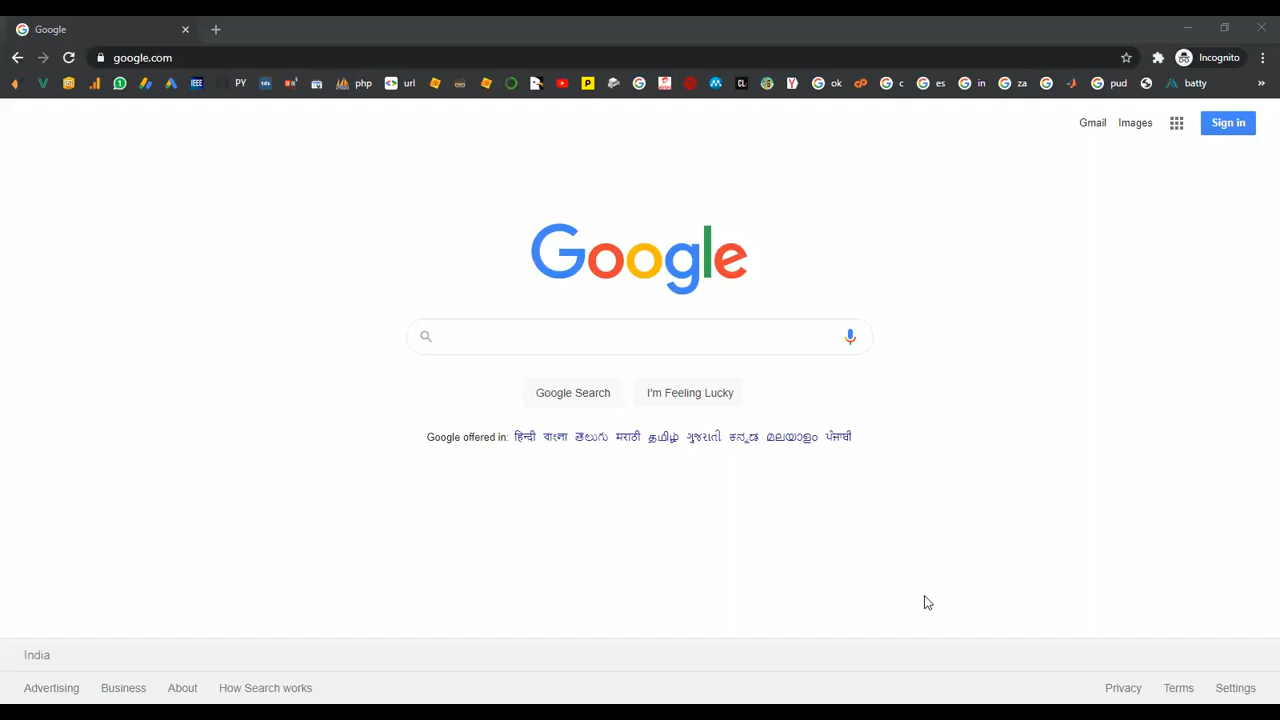 Google
google.com
Incognito
PY
php
url
ok
c
es
in
za
pud
batty
Gmail Images
Sign in
Google
Google Search
I'm Feeling Lucky
Google offered in: हिन्दी বাংলা తెలుగు मराठी தமிழ் ગુજરાતી ಕನ್ನಡ മലയാളം ਪੰਜਾਬੀ
India
Advertising Business About How Search works
Privacy Terms Settings